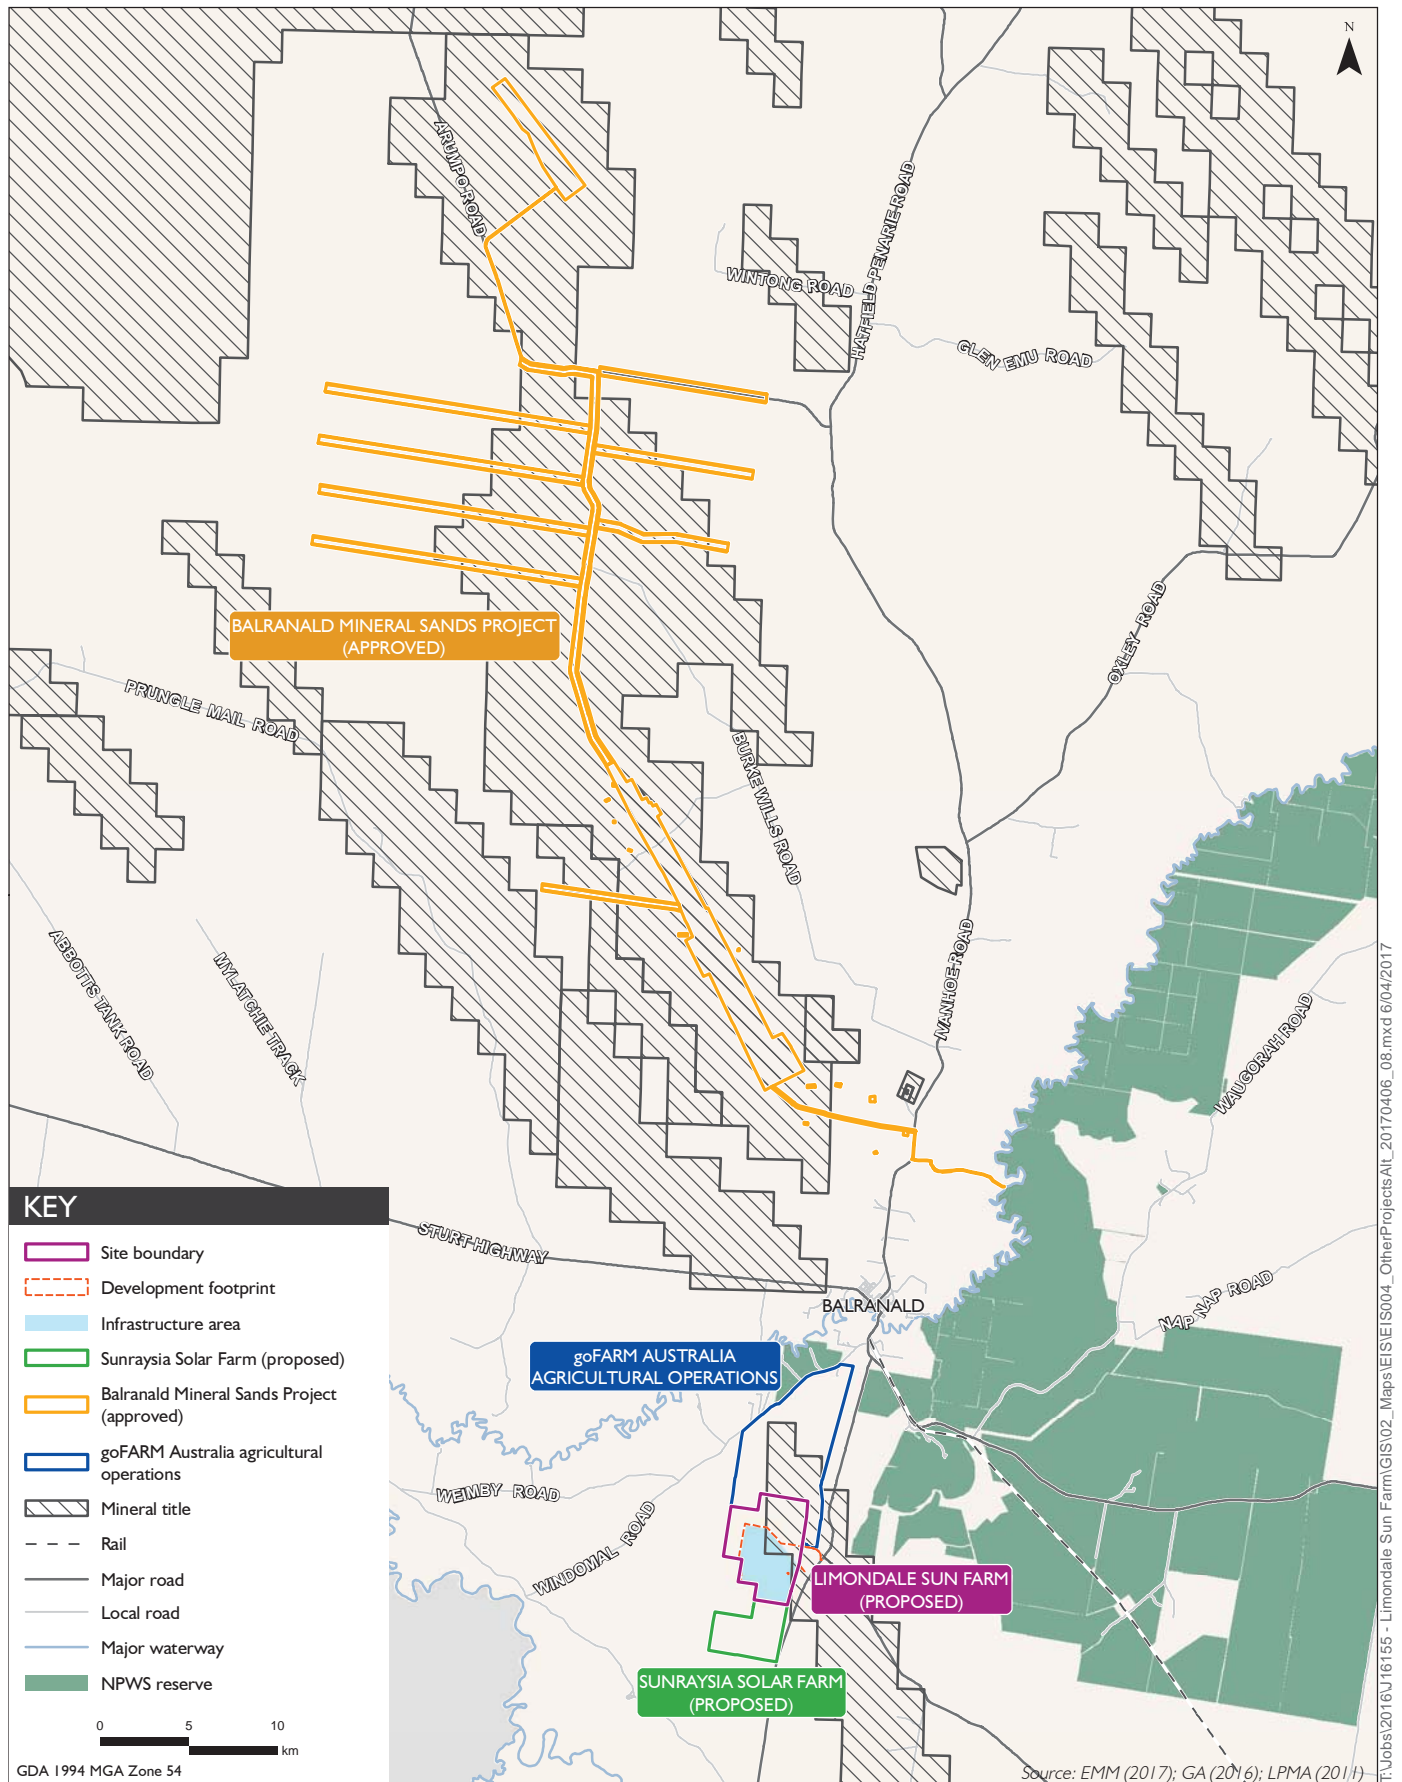 N
ARUMPO ROAD
HATFIELD PENARIE ROAD
WINTONG ROAD
GLEN EMU ROAD
OXLEY ROAD
BALRANALD MINERAL SANDS PROJECT
(APPROVED)
PRUNGLE MAIL ROAD
BURKE WILLS ROAD
ABBOTTS TANK ROAD
MYLATCHIE TRACK
IVANHOE ROAD
WAUGORAH ROAD
STURT HIGHWAY
NAP NAP ROAD
BALRANALD
goFARM AUSTRALIA
AGRICULTURAL OPERATIONS
WEIMBY ROAD
WINDOMAL ROAD
LIMONDALE SUN FARM
(PROPOSED)
SUNRAYSIA SOLAR FARM
(PROPOSED)
KEY
Site boundary
Development footprint
Infrastructure area
Sunraysia Solar Farm (proposed)
Balranald Mineral Sands Project
(approved)
goFARM Australia agricultural
operations
Mineral title
Rail
Major road
Local road
Major waterway
NPWS reserve
0 5 10
km
GDA 1994 MGA Zone 54
Source: EMM (2017); GA (2016); LPMA (2011)
T:\Jobs\2016\J16155 - Limondale Sun Farm\GIS\02_Maps\EIS\EIS004_OtherProjectsAlt_20170406_08.mxd 6/04/2017